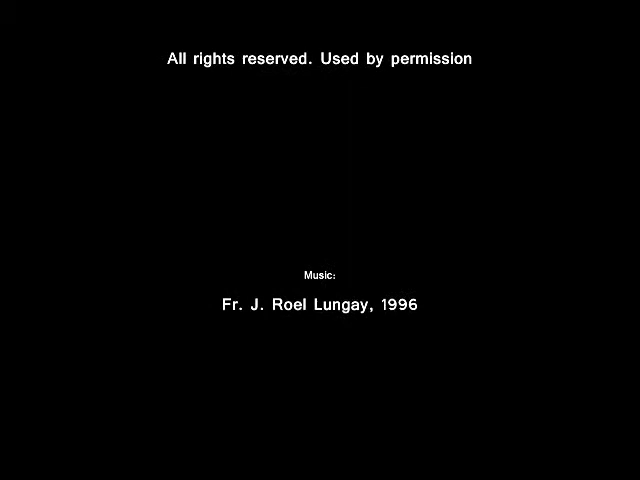 All rights reserved. Used by permission
Music:
Fr. J. Roel Lungay, 1996